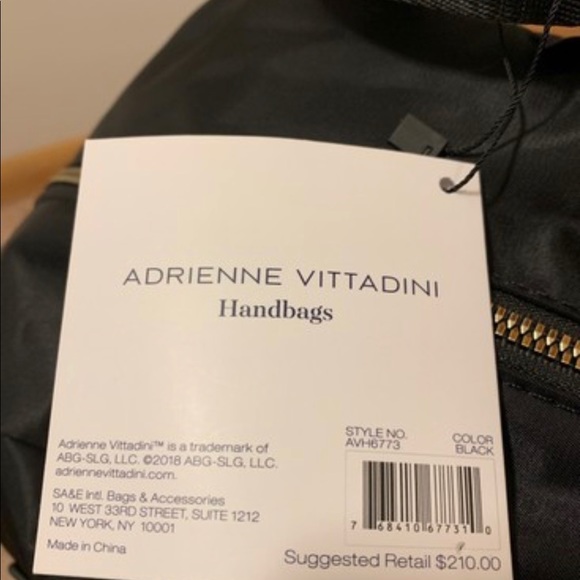 ADRIENNE VITTADINI
Handbags
Adrienne Vittadini™ is a trademark of
ABG-SLG, LLC. ©2018 ABG-SLG, LLC.
adriennevittadini.com.
SA&E Intl. Bags & Accessories
10 WEST 33RD STREET, SUITE 1212
NEW YORK, NY 10001
Made in China
STYLE NO.
AVH6773
COLOR
BLACK
7 68410 67731 0
Suggested Retail $210.00